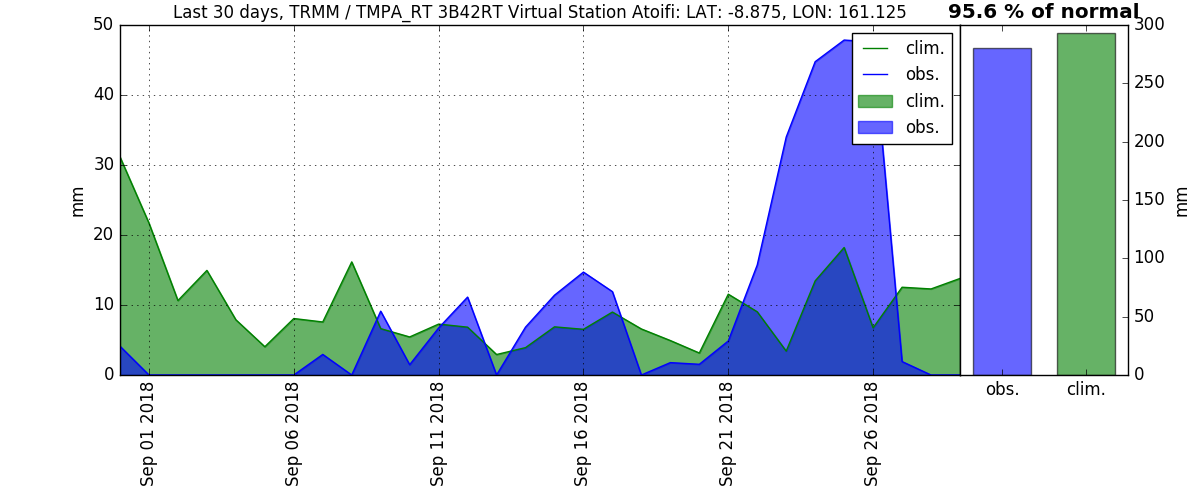 Last 30 days, TRMM / TMPA_RT 3B42RT Virtual Station Atoifi: LAT: -8.875, LON: 161.125
95.6 % of normal
50
40
30
20
10
0
mm
clim.
obs.
clim.
obs.
Sep 01 2018
Sep 06 2018
Sep 11 2018
Sep 16 2018
Sep 21 2018
Sep 26 2018
300
250
200
150
100
50
0
mm
obs.
clim.